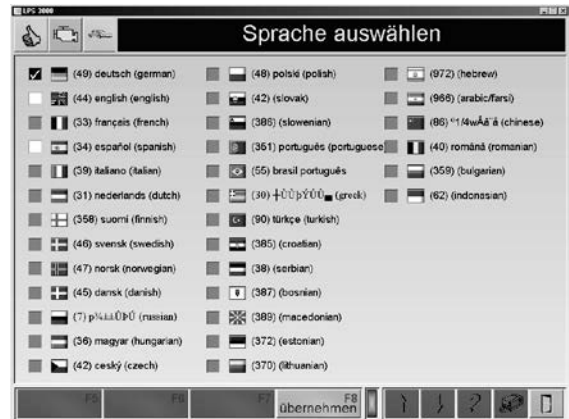 LPS 3000
Sprache auswählen
(49) deutsch (german)
(44) english (english)
(33) français (french)
(34) español (spanish)
(39) italiano (italian)
(31) nederlands (dutch)
(358) suomi (finnish)
(46) svensk (swedish)
(47) norsk (norwegian)
(45) dansk (danish)
(7) (russian)
(36) magyar (hungarian)
(42) ceský (czech)
(48) polski (polish)
(42) (slovak)
(386) (slowenian)
(351) português (portuguese)
(55) brasil português
(30) (greek)
(90) türkçe (turkish)
(385) (croatian)
(38) (serbian)
(387) (bosnian)
(389) (macedonian)
(372) (estonian)
(370) (lithuanian)
(972) (hebrew)
(966) (arabic/farsi)
(86) (chinese)
(40) română (romanian)
(359) (bulgarian)
(62) (indonasian)
F5
F6
F7
F8
übernehmen